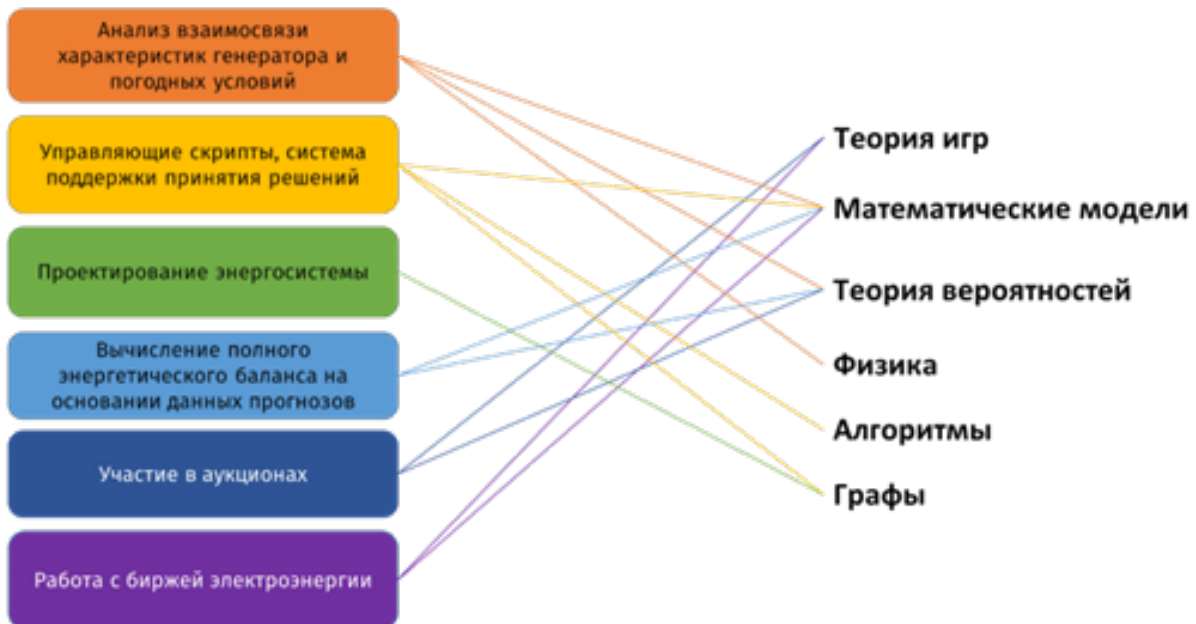 Анализ взаимосвязи
характеристик генератора и
погодных условий
Управляющие скрипты, система
поддержки принятия решений
Проектирование энергосистемы
Вычисление полного
энергетического баланса на
основании данных прогнозов
Участие в аукционах
Работа с биржей электроэнергии
Теория игр
Математические модели
Теория вероятностей
Физика
Алгоритмы
Графы